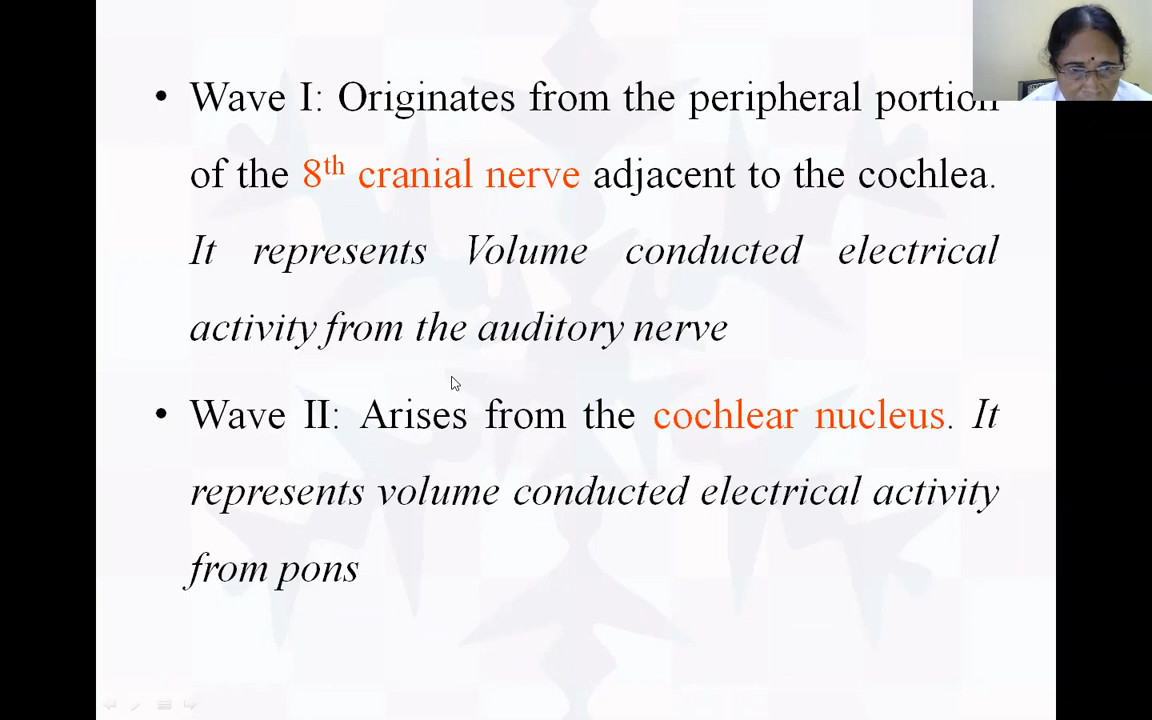 • Wave I: Originates from the peripheral portion
of the 8th cranial nerve adjacent to the cochlea.
It represents Volume conducted electrical
activity from the auditory nerve
• Wave II: Arises from the cochlear nucleus. It
represents volume conducted electrical activity
from pons